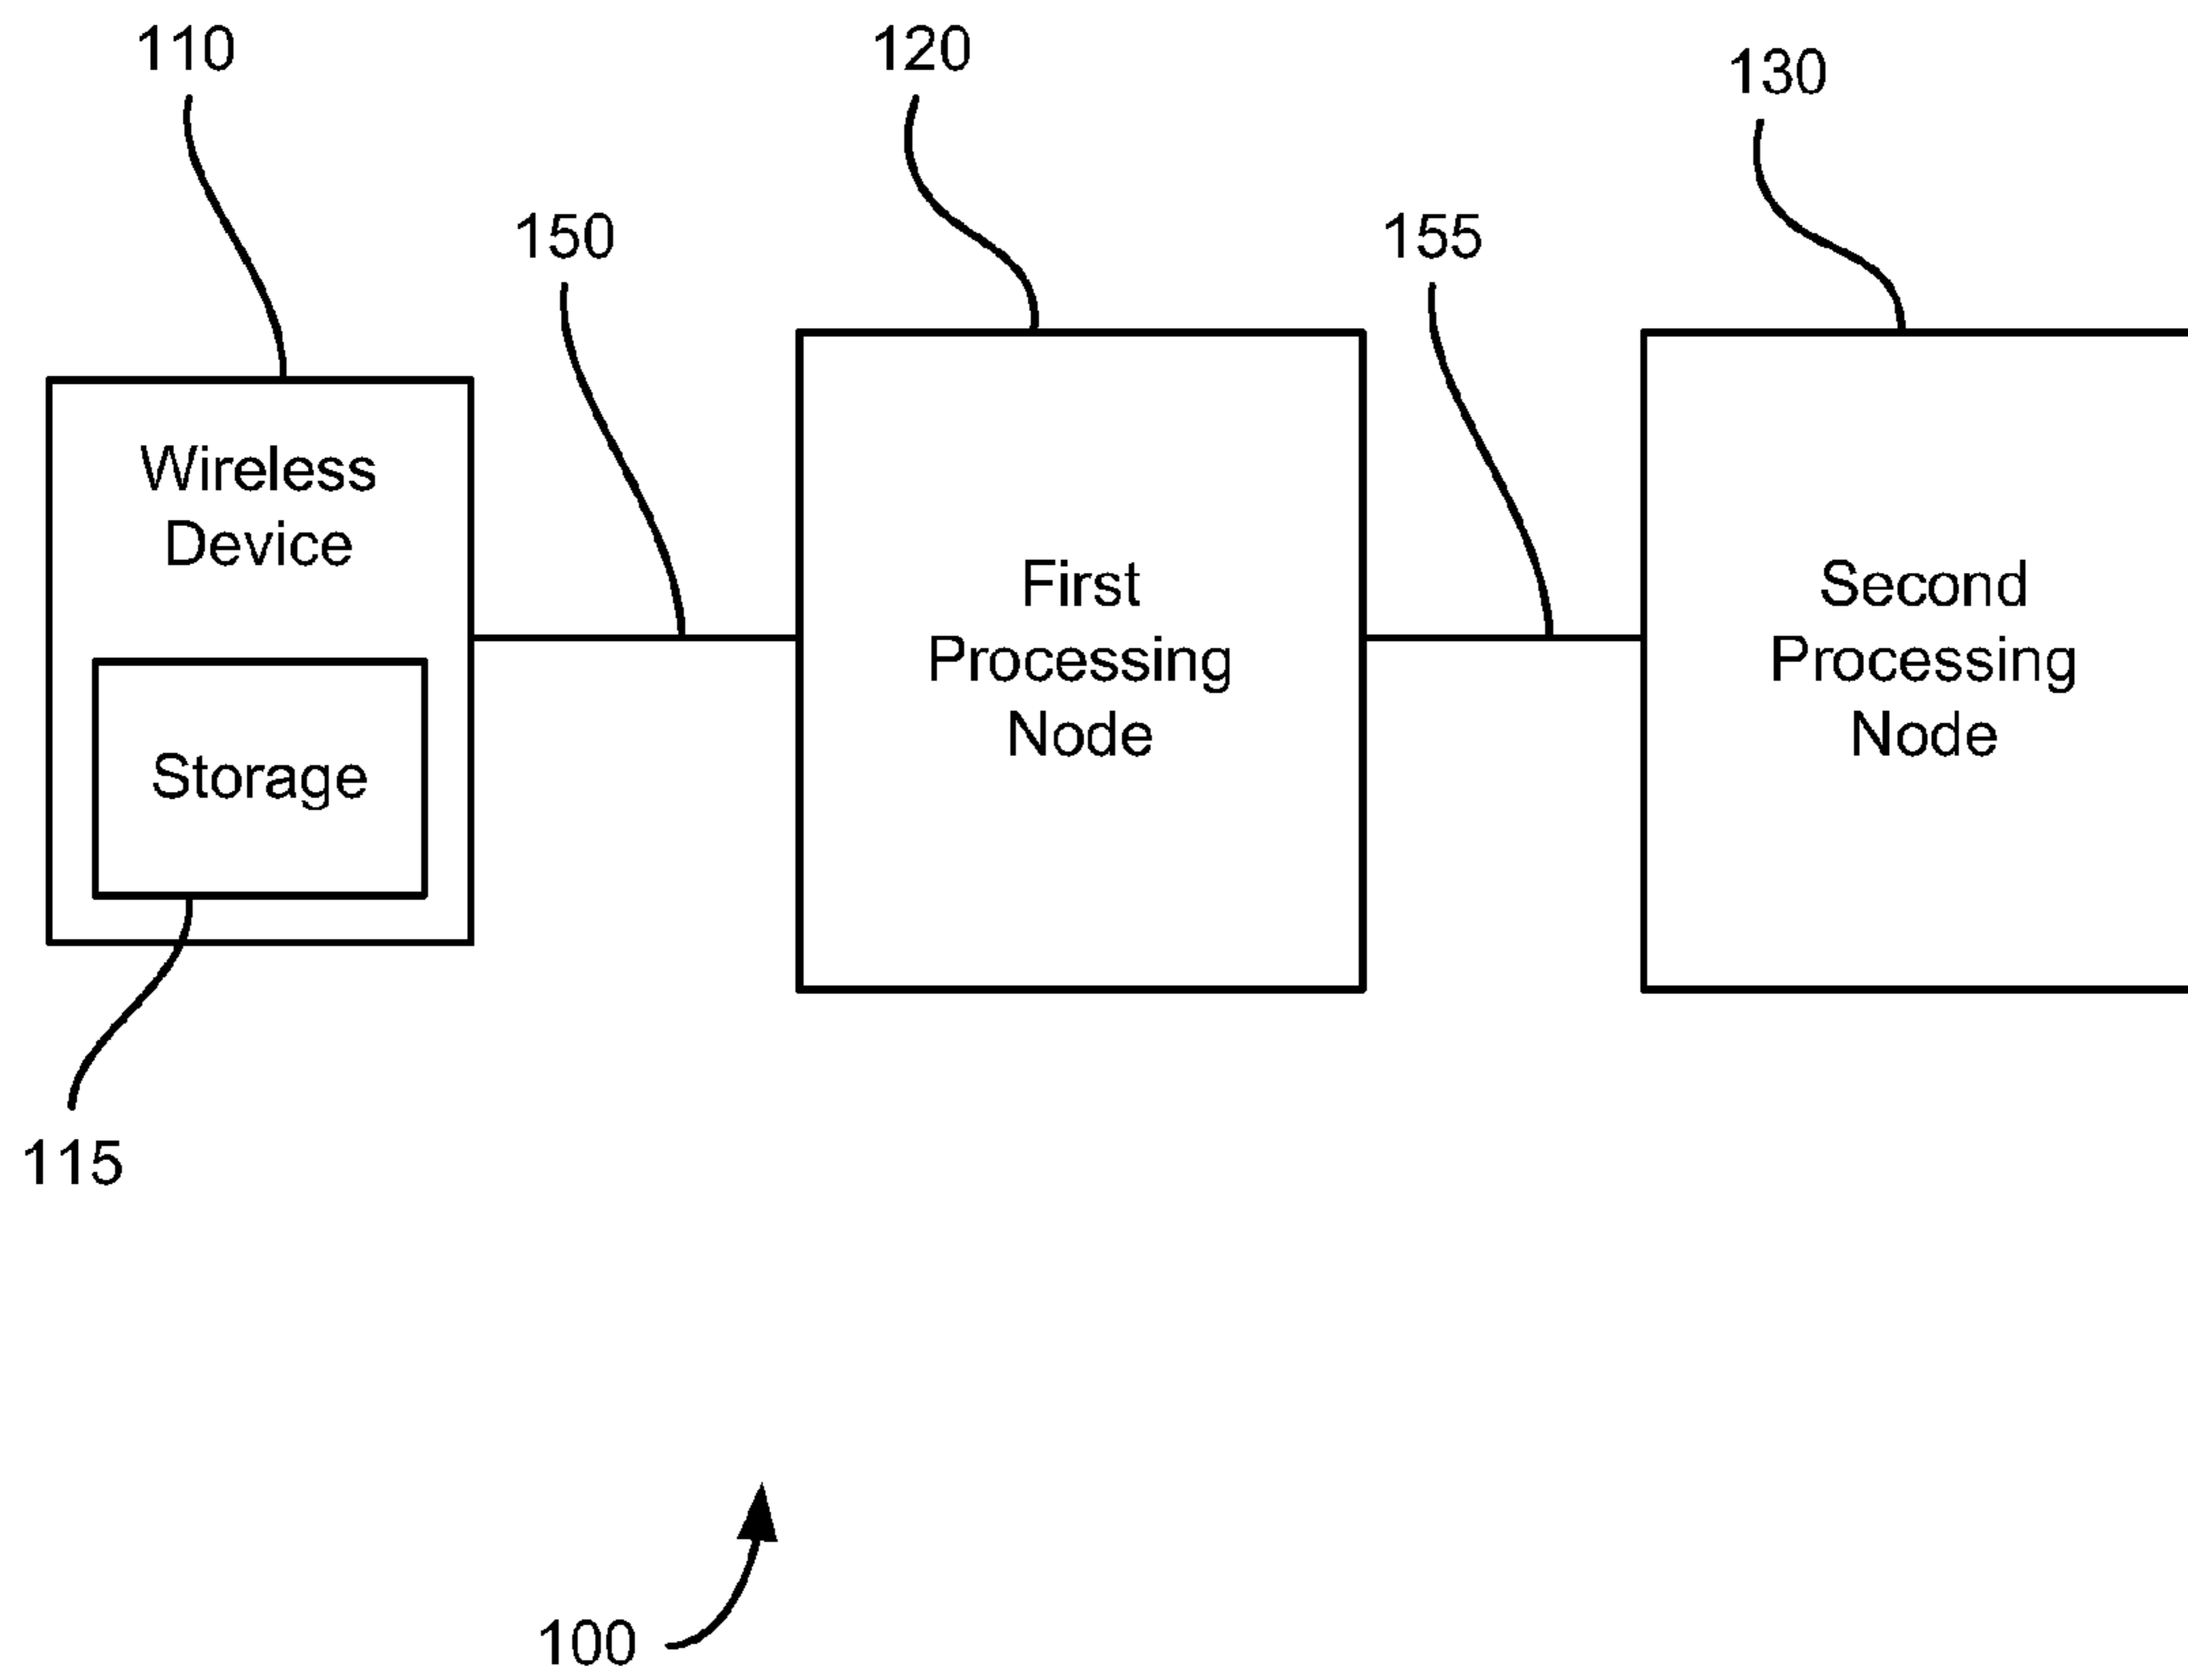 110
120
130
150
155
Wireless
Device
Storage
First
Processing
Node
Second
Processing
Node
115
100